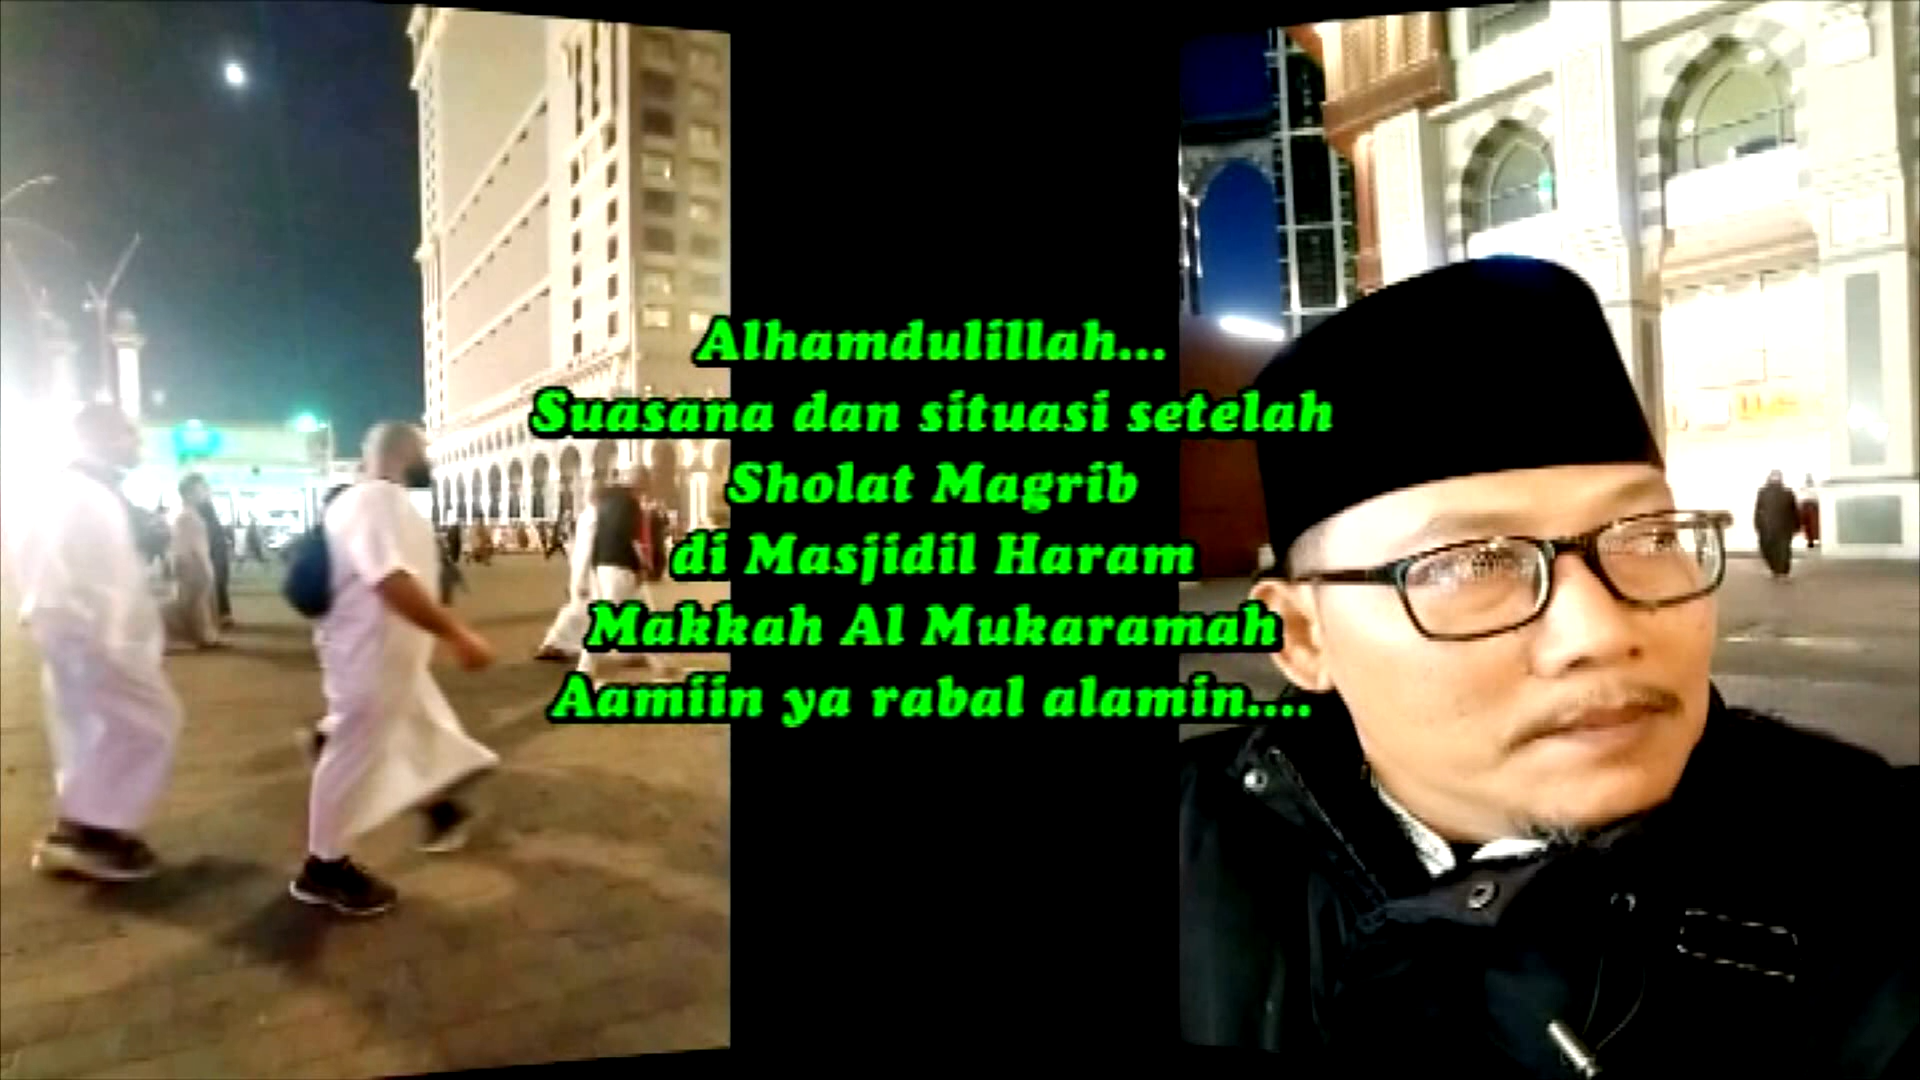 Alhamdulillah...
Suasana dan situasi setelah
Sholat Magrib
di Masjidil Haram
Makkah Al Mukaramah
Aamiin ya rabal alamin....